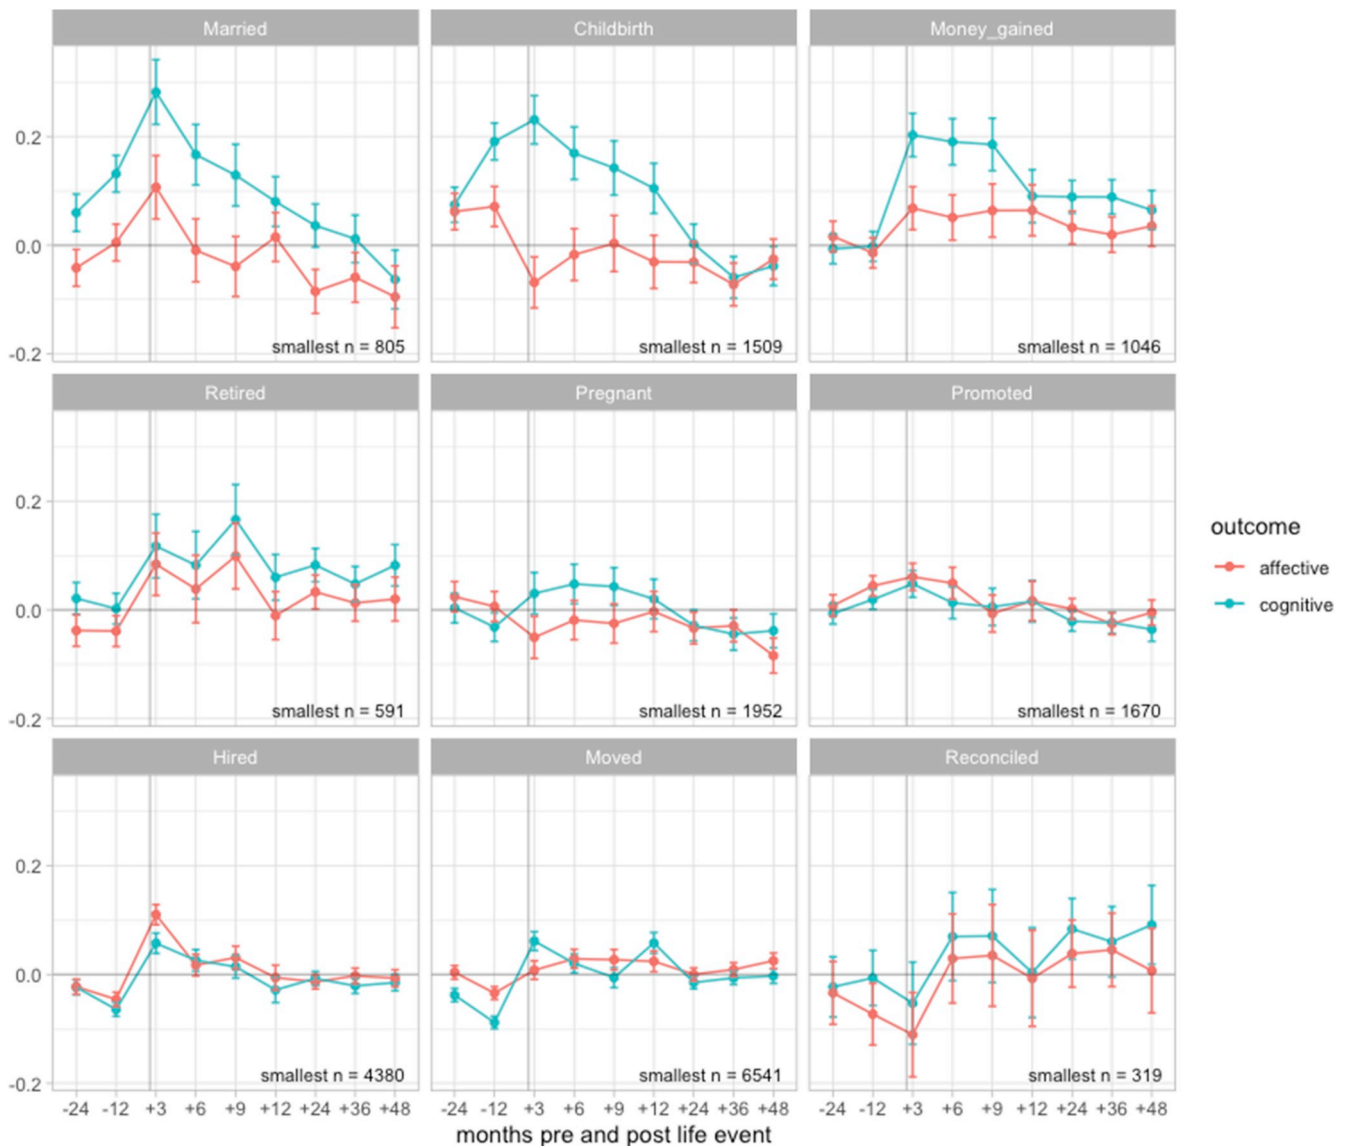 Married Childbirth Money_gained
0.2
0.0
-0.2
smallest n = 805 smallest n = 1509 smallest n = 1046
Retired Pregnant Promoted
0.2
0.0
-0.2
smallest n = 591 smallest n = 1952 smallest n = 1670
Hired Moved Reconciled
0.2
0.0
-0.2
smallest n = 4380 smallest n = 6541 smallest n = 319
-24 -12 +3 +6 +9 +12 +24 +36 +48 -24 -12 +3 +6 +9 +12 +24 +36 +48 -24 -12 +3 +6 +9 +12 +24 +36 +48
months pre and post life event
outcome
affective
cognitive